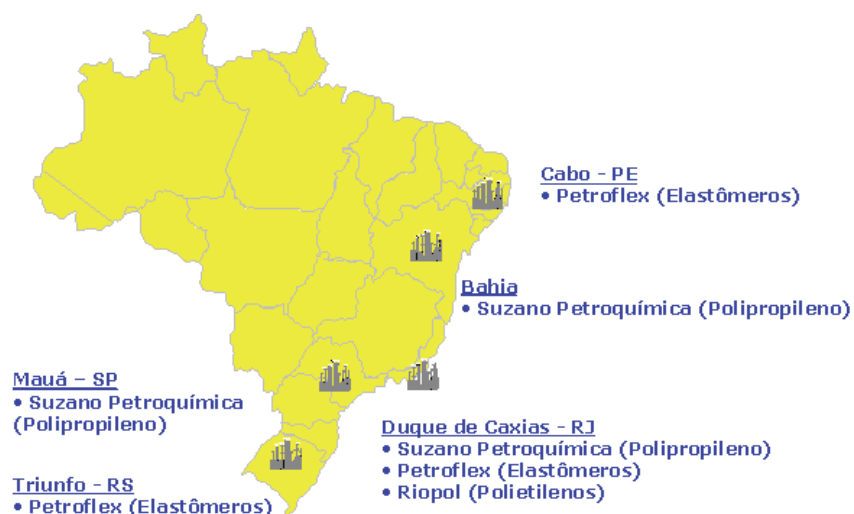 Cabo - PE
• Petroflex (Elastômeros)
Bahia
• Suzano Petroquímica (Polipropileno)
Mauá – SP
• Suzano Petroquímica
(Polipropileno)
Duque de Caxias - RJ
• Suzano Petroquímica (Polipropileno)
• Petroflex (Elastômeros)
• Riopol (Polietilenos)
Triunfo - RS
• Petroflex (Elastômeros)